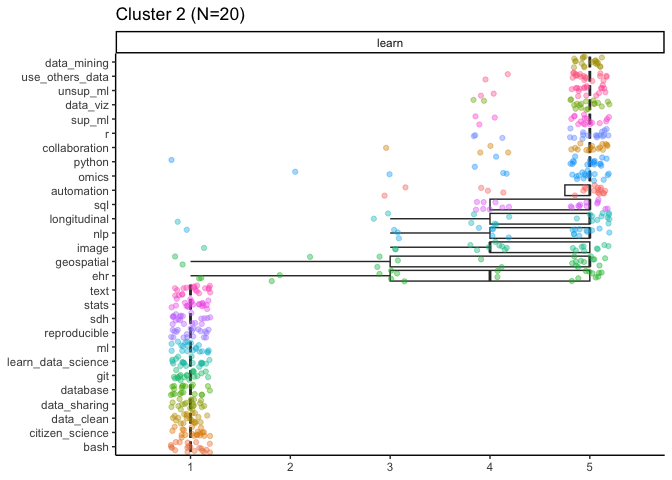 Cluster 2 (N=20)
learn
data_mining
use_others_data
unsup_ml
data_viz
sup_ml
r
collaboration
python
omics
automation
sql
longitudinal
nlp
image
geospatial
ehr
text
stats
sdh
reproducible
ml
learn_data_science
git
database
data_sharing
data_clean
citizen_science
bash
1 2 3 4 5